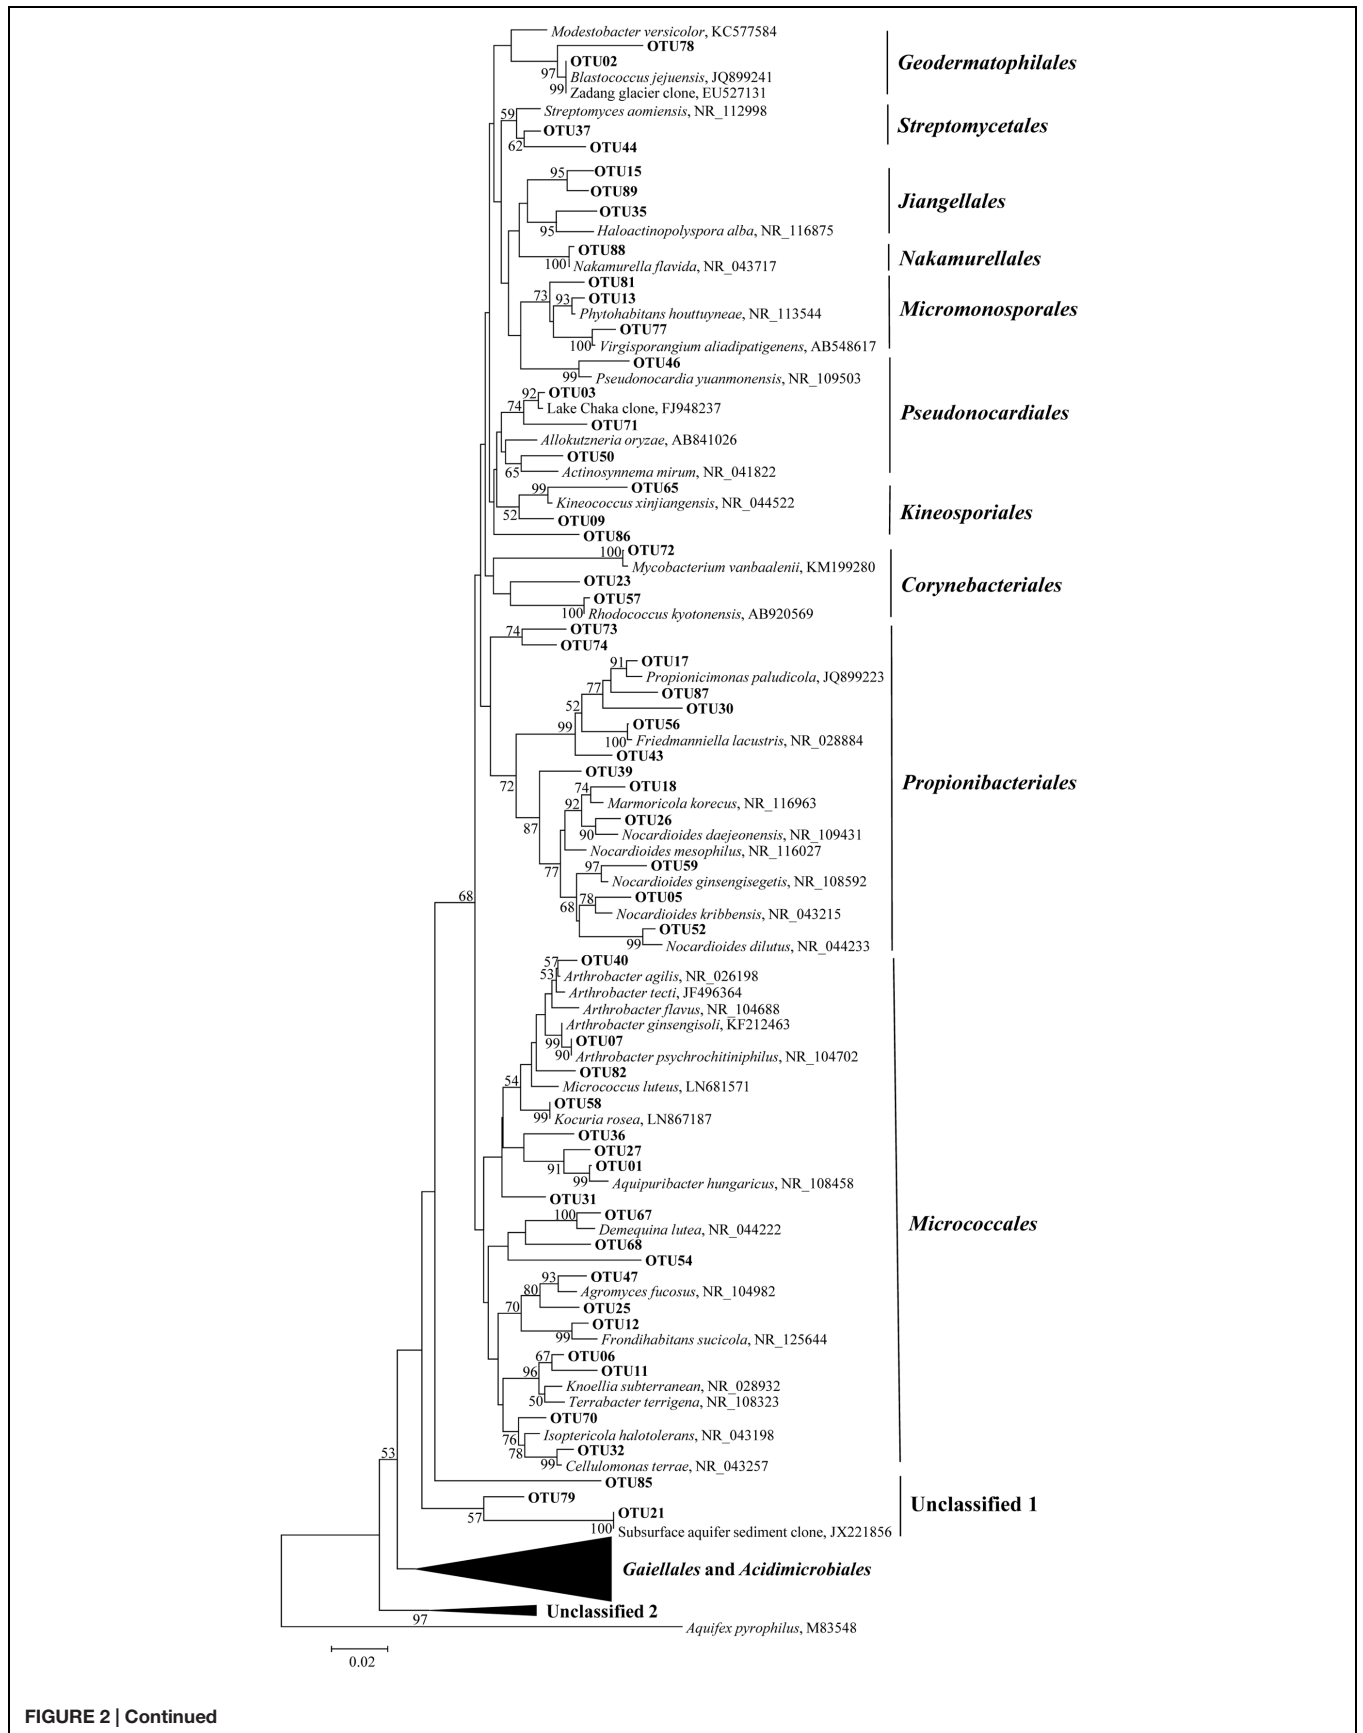 Modestobacter versicolor, KC577584
OTU78
OTU02
97
Blastococcus jejuensis, JQ899241
99
Zadang glacier clone, EU527131
Geodermatophilales
59
Streptomyces aomiensis, NR_112998
OTU37
62
OTU44
Streptomycetales
95
OTU15
OTU89
OTU35
95
Haloactinopolyspora alba, NR_116875
Jiangellales
OTU88
100
Nakamurella flavida, NR_043717
Nakamurellales
OTU81
73
93
OTU13
Phytohabitans houttuyneae, NR_113544
OTU77
100
Virgisporangium aliadipatigenens, AB548617
Micromonosporales
OTU46
99
Pseudonocardia yuanmonensis, NR_109503
92
OTU03
74
Lake Chaka clone, FJ948237
OTU71
Allokutzneria oryzae, AB841026
OTU50
65
Actinosynnema mirum, NR_041822
Pseudonocardiales
99
OTU65
Kineococcus xinjiangensis, NR_044522
52
OTU09
OTU86
Kineosporiales
100
OTU72
Mycobacterium vanbaalenii, KM199280
OTU23
OTU57
100
Rhodococcus kyotonensis, AB920569
Corynebacteriales
74
OTU73
OTU74
91
OTU17
Propionicimonas paludicola, JQ899223
77
OTU87
52
OTU30
99
OTU56
100
Friedmanniella lacustris, NR_028884
OTU43
72
OTU39
74
OTU18
92
Marmoricola korecus, NR_116963
87
OTU26
90
Nocardioides daejeonensis, NR_109431
Nocardioides mesophilus, NR_116027
77
97
OTU59
Nocardioides ginsengisegetis, NR_108592
68
78
OTU05
Nocardioides kribbensis, NR_043215
OTU52
99
Nocardioides dilutus, NR_044233
Propionibacteriales
68
57
OTU40
53
Arthrobacter agilis, NR_026198
Arthrobacter tecti, JF496364
Arthrobacter flavus, NR_104688
Arthrobacter ginsengisoli, KF212463
99
OTU07
90
Arthrobacter psychrochitiniphilus, NR_104702
OTU82
54
Micrococcus luteus, LN681571
OTU58
99
Kocuria rosea, LN867187
OTU36
OTU27
91
OTU01
99
Aquipuribacter hungaricus, NR_108458
OTU31
100
OTU67
Demequina lutea, NR_044222
OTU68
OTU54
93
OTU47
80
Agromyces fucosus, NR_104982
70
OTU25
OTU12
99
Frondihabitans sucicola, NR_125644
67
OTU06
96
OTU11
Knoellia subterranean, NR_028932
50
Terrabacter terrigena, NR_108323
OTU70
76
Isoptericola halotolerans, NR_043198
78
OTU32
99
Cellulomonas terrae, NR_043257
Micrococcales
53
OTU85
OTU79
57
OTU21
100
Subsurface aquifer sediment clone, JX221856
Unclassified 1
Gaiellales and Acidimicrobiales
97
Unclassified 2
Aquifex pyrophilus, M83548
0.02
FIGURE 2 | Continued